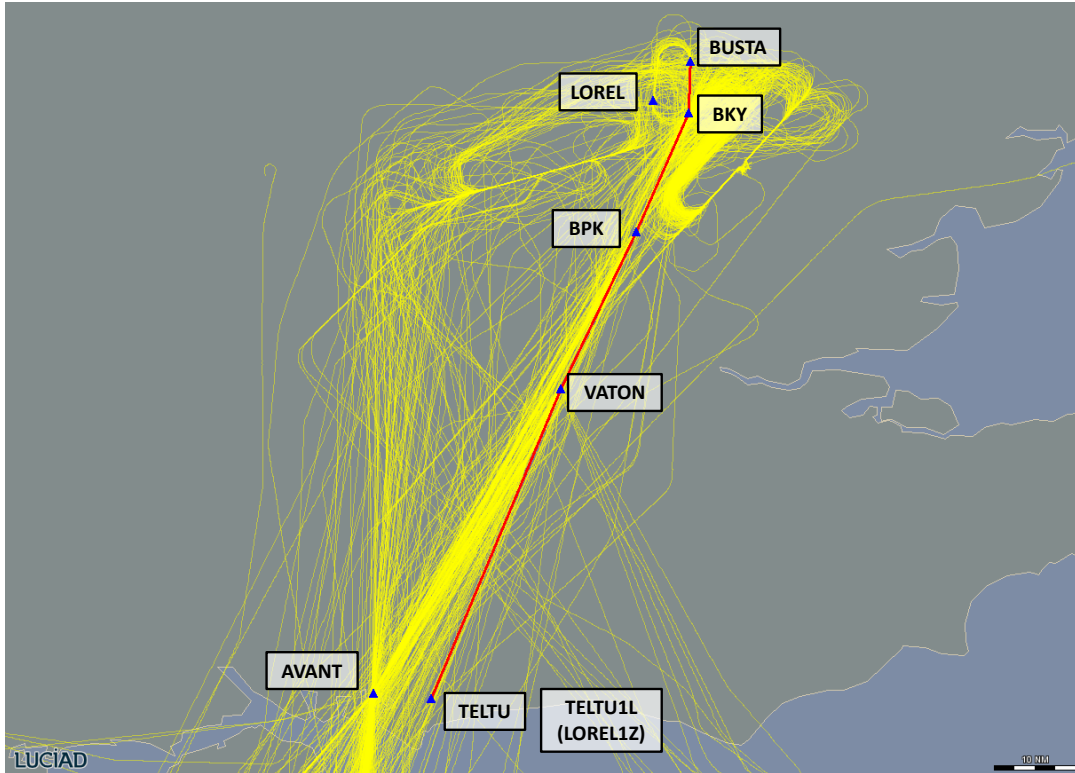 BUSTA
LOREL
BKY
BPK
VATON
AVANT
TELTU
TELTU1L
(LOREL1Z)
LUCIAD
10 NM